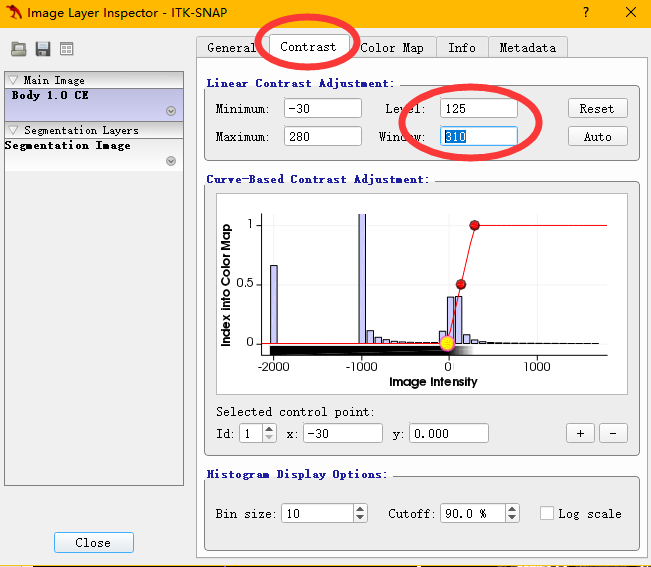 Image Layer Inspector - ITK-SNAP
General Contrast Color Map Info Metadata
Main Image
Body 1.0 CE
Segmentation Layers
Segmentation Image
Linear Contrast Adjustment:
Minimum: -30 Level: 125 Reset
Maximum: 280 Window: 310 Auto
Curve-Based Contrast Adjustment:
Index into Color Map
1
0.5
0
-2000 -1000 0 1000
Image Intensity
Selected control point:
Id: 1 x: -30 y: 0.000 + -
Histogram Display Options:
Bin size: 10 Cutoff: 90.0 % Log scale
Close